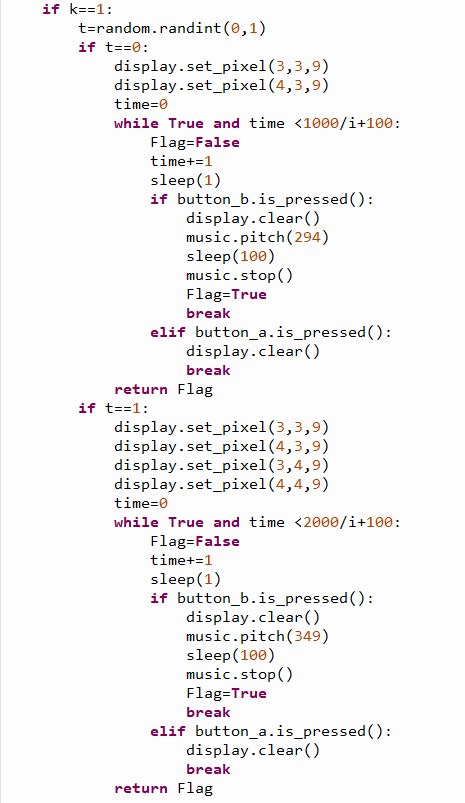 if k==1:
    t=random.randint(0,1)
    if t==0:
        display.set_pixel(3,3,9)
        display.set_pixel(4,3,9)
        time=0
        while True and time <1000/i+100:
            Flag=False
            time+=1
            sleep(1)
            if button_b.is_pressed():
                display.clear()
                music.pitch(294)
                sleep(100)
                music.stop()
                Flag=True
                break
            elif button_a.is_pressed():
                display.clear()
                break
        return Flag
    if t==1:
        display.set_pixel(3,3,9)
        display.set_pixel(4,3,9)
        display.set_pixel(3,4,9)
        display.set_pixel(4,4,9)
        time=0
        while True and time <2000/i+100:
            Flag=False
            time+=1
            sleep(1)
            if button_b.is_pressed():
                display.clear()
                music.pitch(349)
                sleep(100)
                music.stop()
                Flag=True
                break
            elif button_a.is_pressed():
                display.clear()
                break
        return Flag